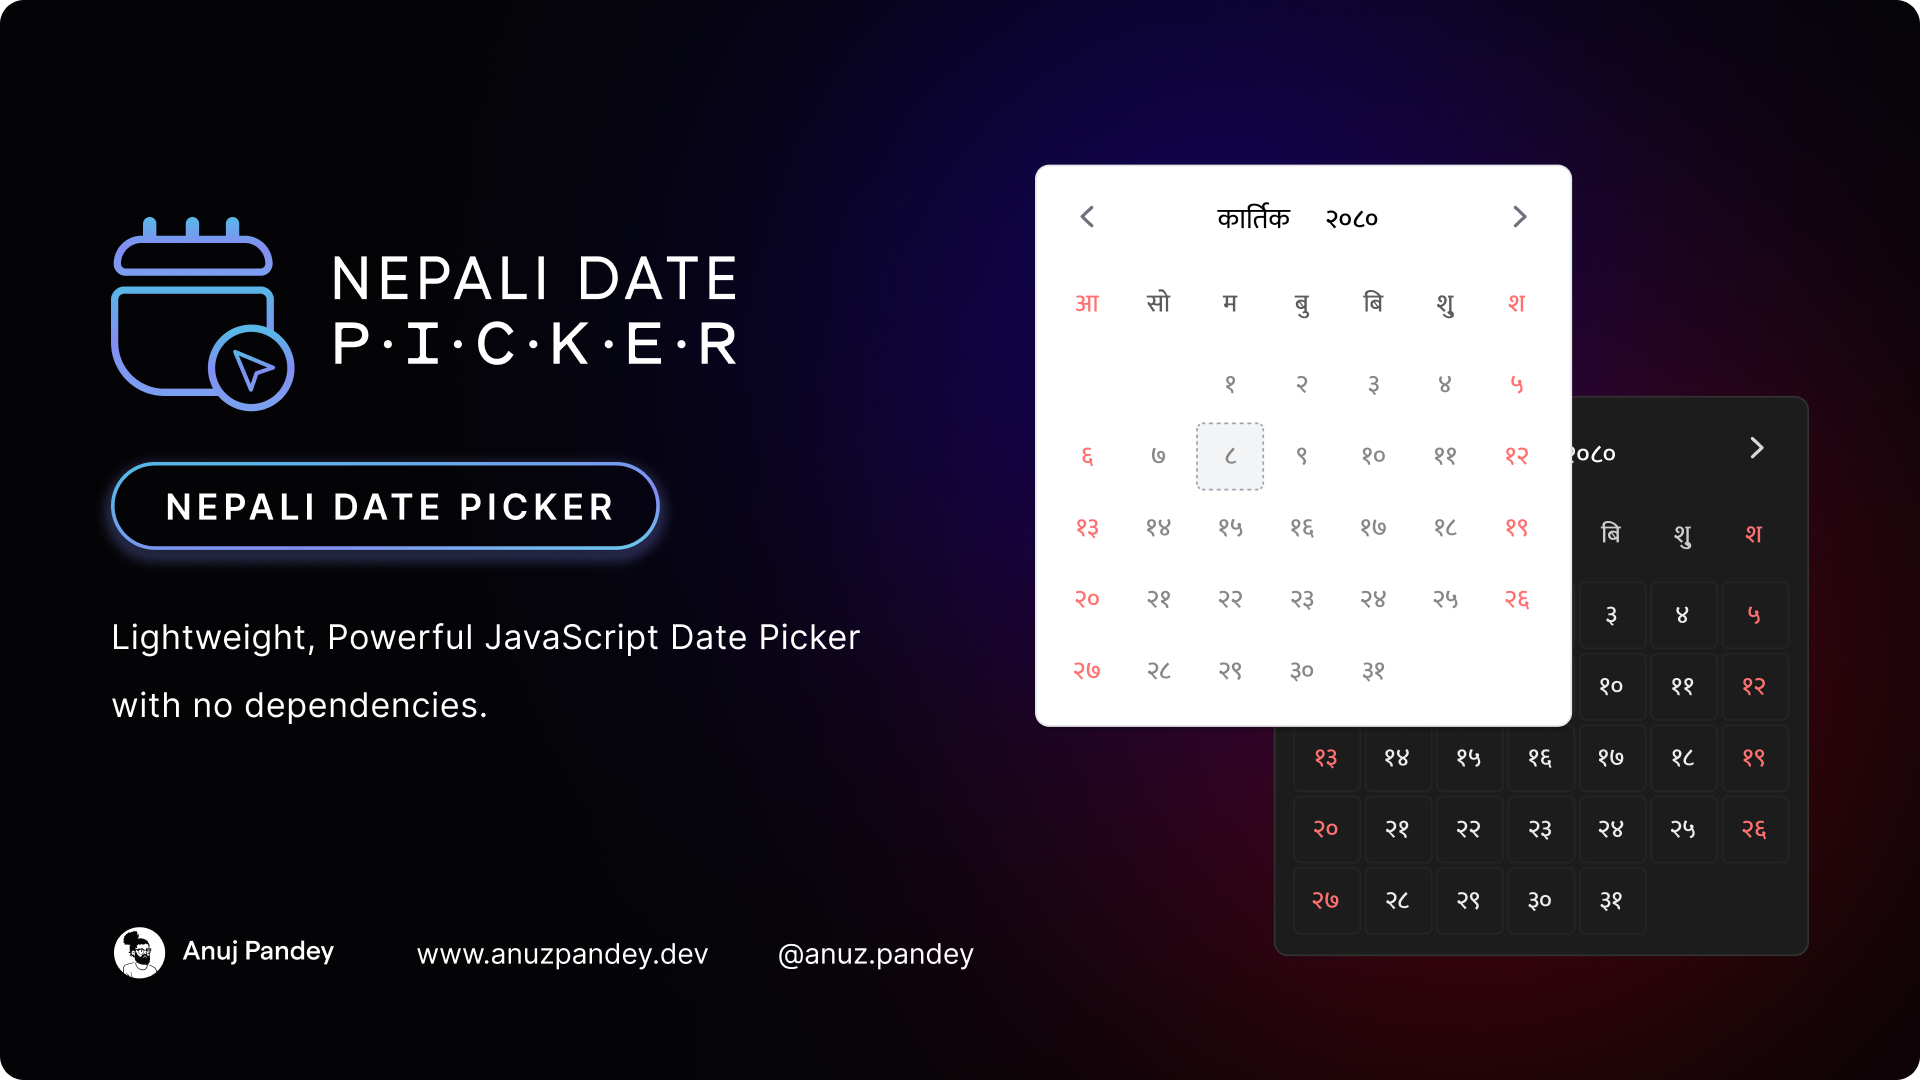 NEPALI DATE
P·I·C·K·E·R
NEPALI DATE PICKER
Lightweight, Powerful JavaScript Date Picker
with no dependencies.
Anuj Pandey www.anuzpandey.dev @anuz.pandey
कार्तिक २०८०
आ सो म बु बि शु श
१ २ ३ ४ ५
६ ७ ८ ९ १० ११ १२
१३ १४ १५ १६ १७ १८ १९
२० २१ २२ २३ २४ २५ २६
२७ २८ २९ ३० ३१
२०८०
बि शु श
३ ४ ५
१० ११ १२
१३ १४ १५ १६ १७ १८ १९
२० २१ २२ २३ २४ २५ २६
२७ २८ २९ ३० ३१